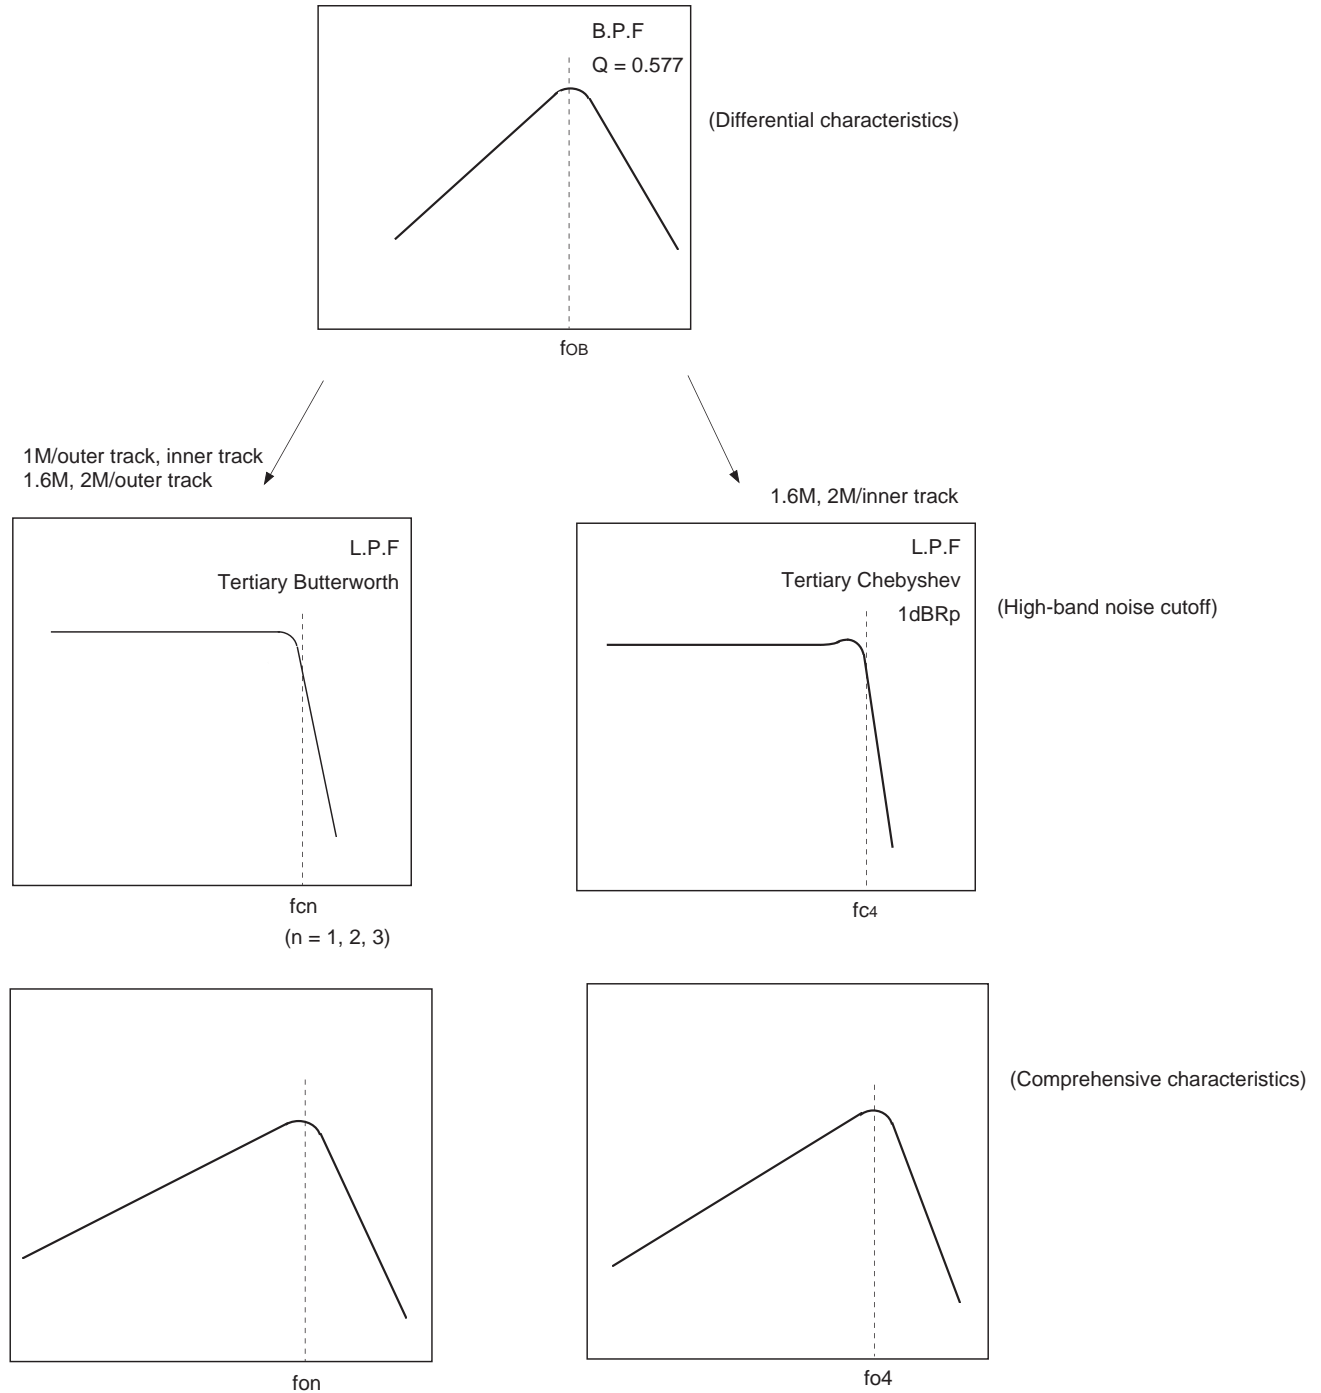 B.P.F
Q = 0.577
(Differential characteristics)
fOB
1M/outer track, inner track
1.6M, 2M/outer track
1.6M, 2M/inner track
L.P.F
Tertiary Butterworth
L.P.F
Tertiary Chebyshev
1dBRp
(High-band noise cutoff)
fcn
(n = 1, 2, 3)
fc4
(Comprehensive characteristics)
fon
fo4